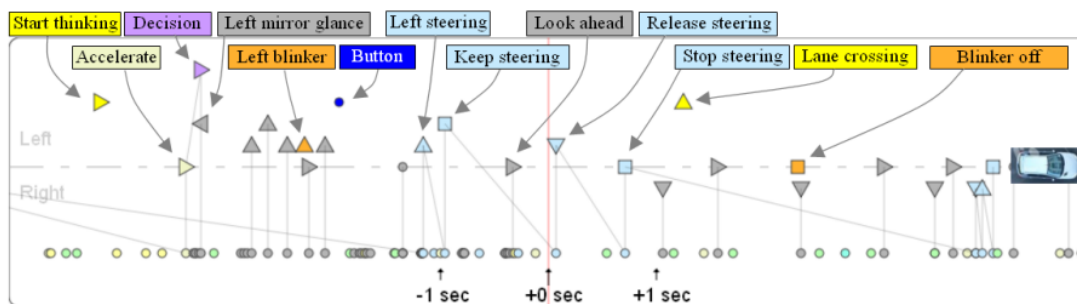 Start thinking
Decision
Left mirror glance
Left steering
Look ahead
Release steering
Accelerate
Left blinker
Button
Keep steering
Stop steering
Lane crossing
Blinker off
Left
Right
-1 sec
+0 sec
+1 sec